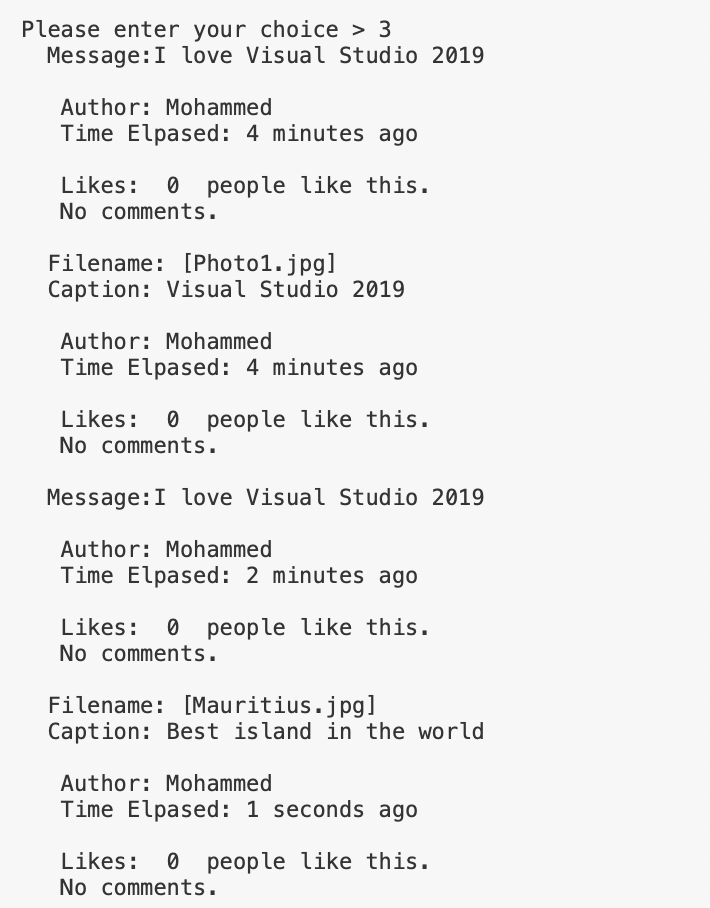 Please enter your choice > 3
Message:I love Visual Studio 2019
Author: Mohammed
Time Elpased: 4 minutes ago
Likes:  0  people like this.
No comments.
Filename: [Photo1.jpg]
Caption: Visual Studio 2019
Author: Mohammed
Time Elpased: 4 minutes ago
Likes:  0  people like this.
No comments.
Message:I love Visual Studio 2019
Author: Mohammed
Time Elpased: 2 minutes ago
Likes:  0  people like this.
No comments.
Filename: [Mauritius.jpg]
Caption: Best island in the world
Author: Mohammed
Time Elpased: 1 seconds ago
Likes:  0  people like this.
No comments.